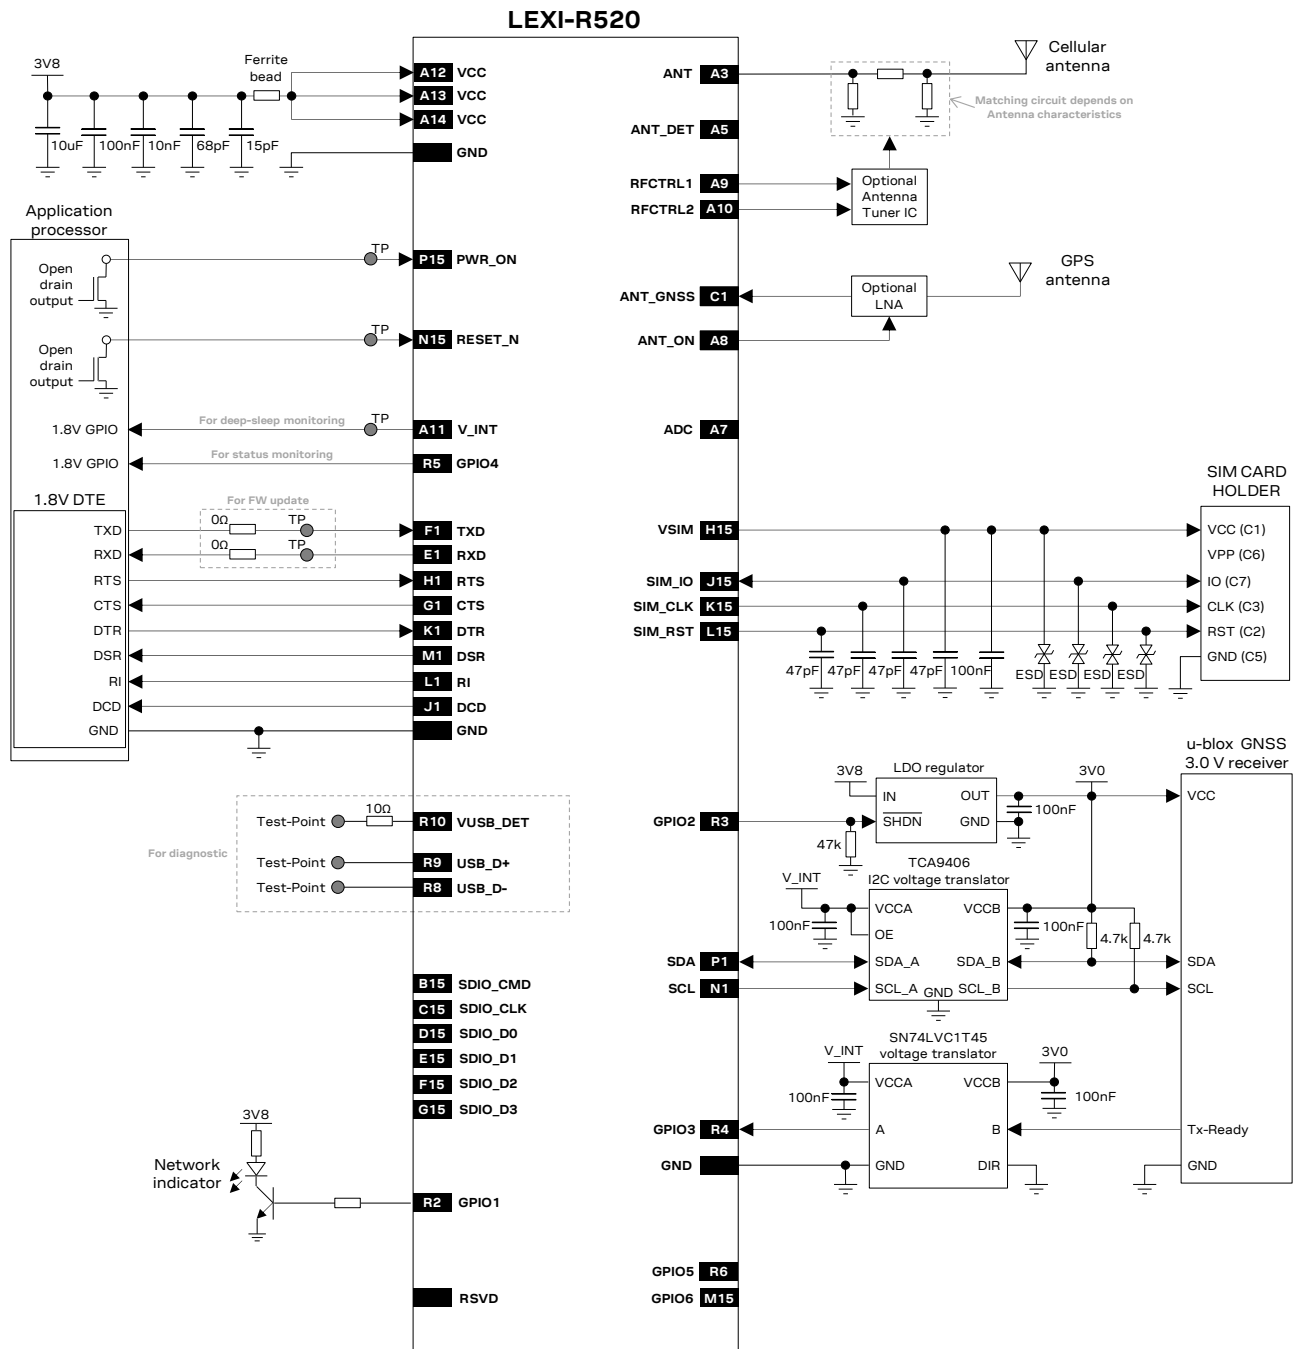 LEXI-R520
3V8
Ferrite
bead
10uF
100nF
10nF
68pF
15pF
A12 VCC
A13 VCC
A14 VCC
GND
Application
processor
Open
drain
output
TP
P15 PWR_ON
Open
drain
output
TP
N15 RESET_N
1.8V GPIO
For deep-sleep monitoring
TP
A11 V_INT
1.8V GPIO
For status monitoring
R5 GPIO4
1.8V DTE
For FW update
TXD
0Ω
TP
F1 TXD
RXD
0Ω
TP
E1 RXD
RTS
H1 RTS
CTS
G1 CTS
DTR
K1 DTR
DSR
M1 DSR
RI
L1 RI
DCD
J1 DCD
GND
GND
For diagnostic
Test-Point
10Ω
R10 VUSB_DET
Test-Point
R9 USB_D+
Test-Point
R8 USB_D-
B15 SDIO_CMD
C15 SDIO_CLK
D15 SDIO_D0
E15 SDIO_D1
F15 SDIO_D2
G15 SDIO_D3
3V8
Network
indicator
R2 GPIO1
RSVD
ANT A3
Cellular
antenna
Matching circuit depends on
Antenna characteristics
ANT_DET A5
RFCTRL1 A9
RFCTRL2 A10
Optional
Antenna
Tuner IC
ANT_GNSS C1
Optional
LNA
GPS
antenna
ANT_ON A8
ADC A7
SIM CARD
HOLDER
VSIM H15
VCC (C1)
VPP (C6)
SIM_IO J15
IO (C7)
SIM_CLK K15
CLK (C3)
SIM_RST L15
RST (C2)
GND (C5)
47pF
47pF
47pF
47pF
100nF
ESD
ESD
ESD
ESD
u-blox GNSS
3.0 V receiver
3V8
LDO regulator
3V0
IN
OUT
100nF
VCC
GPIO2 R3
SHDN
GND
47k
TCA9406
I2C voltage translator
V_INT
VCCA
VCCB
100nF
100nF
4.7k
4.7k
OE
SDA P1
SDA_A
SDA_B
SDA
SCL N1
SCL_A
GND
SCL_B
SCL
SN74LVC1T45
voltage translator
V_INT
3V0
VCCA
VCCB
100nF
100nF
GPIO3 R4
A
B
Tx-Ready
GND
GND
DIR
GND
GPIO5 R6
GPIO6 M15